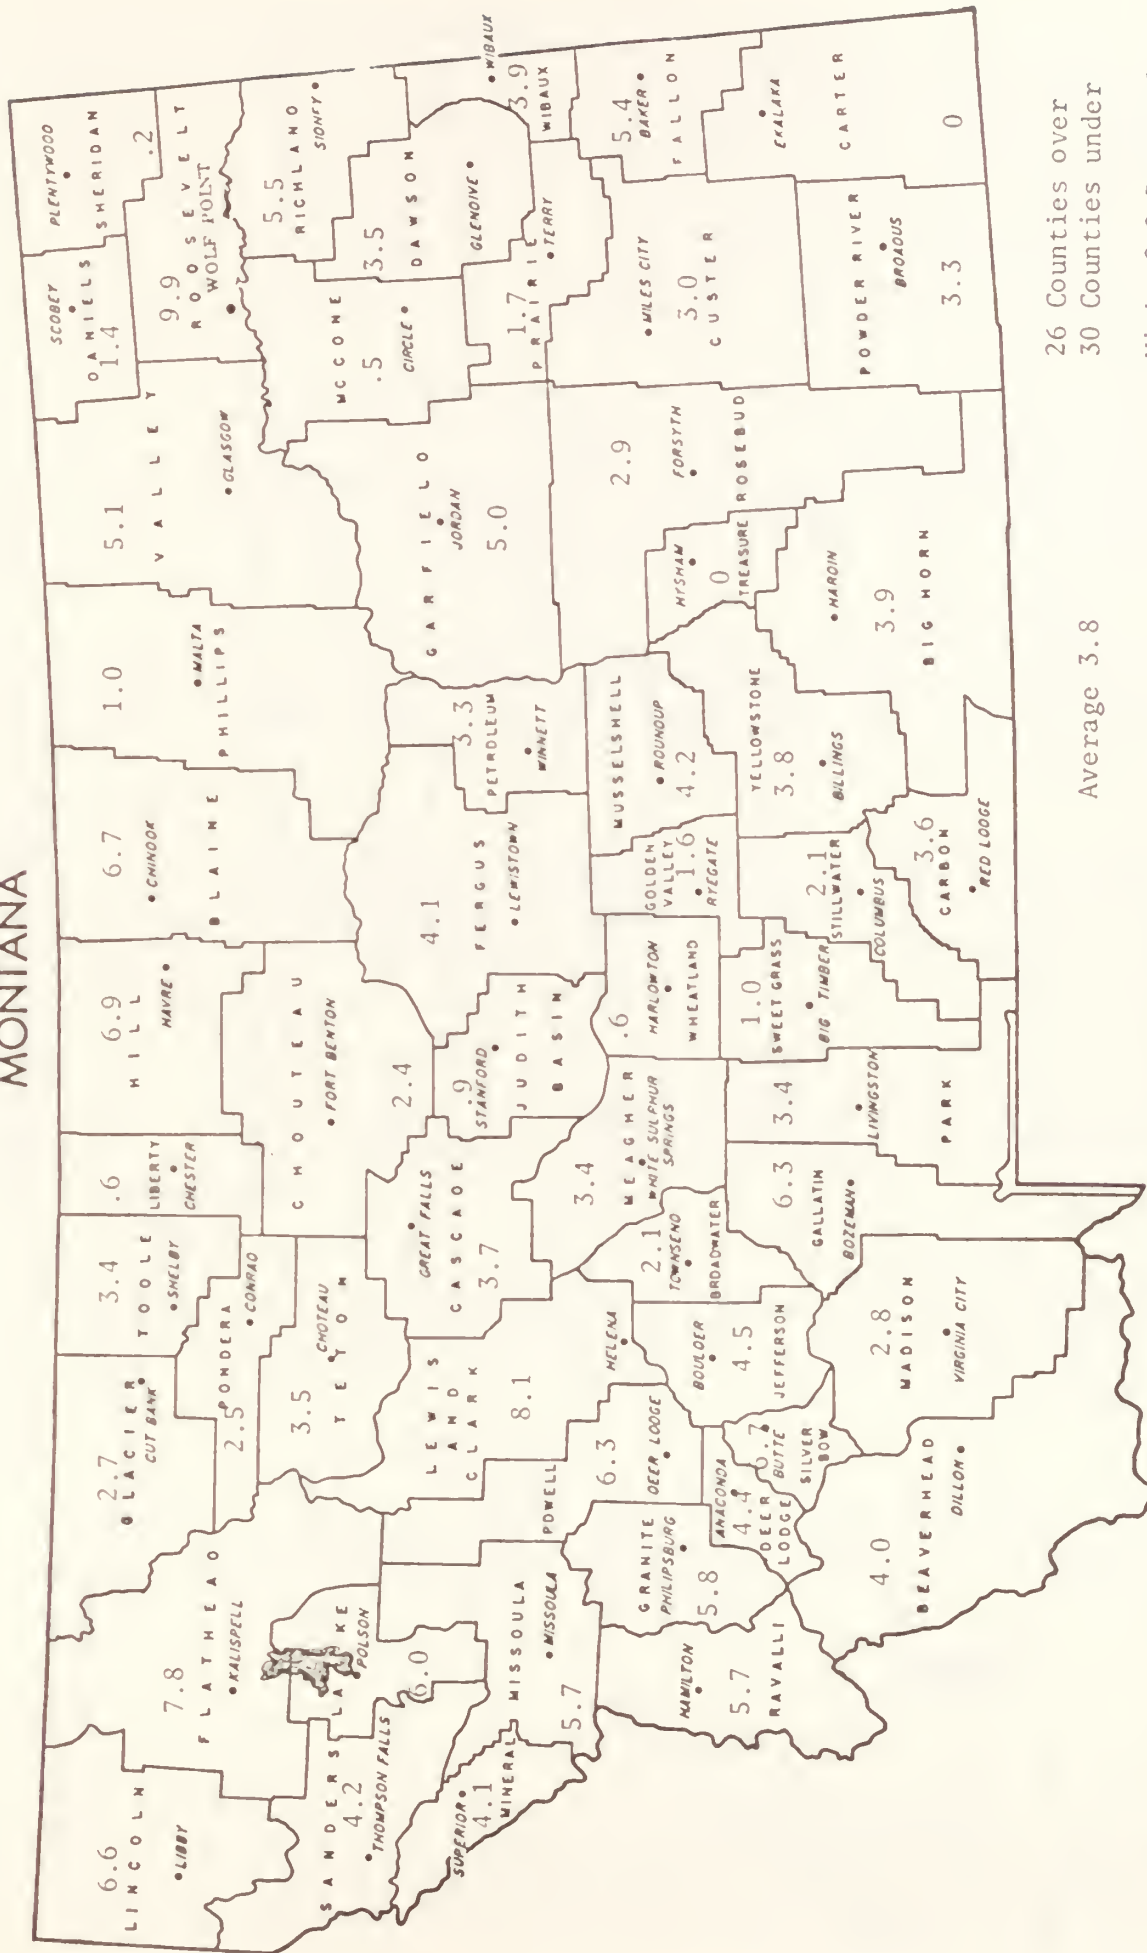 MONTANA
6.6
LINCOLN
LIBBY
7.8
FLATHEAD
KALISPELL
2.7
GLACIER
CUT BANK
3.4
TOOLE
SHELBY
.6
LIBERTY
CHESTER
6.9
HILL
HAVRE
6.7
CHINOOK
BLAINE
1.0
MALTA
PHILLIPS
5.1
VALLEY
GLASGOW
SCOBEY
DANIELS
1.4
PLENTYWOOD
SHERIDAN
.2
9.9
ROOSEVELT
WOLF POINT
PONDERA
2.5
CONRAD
3.5
CHOTEAU
TETON
CHOUTEAU
FORT BENTON
2.4
SANDERS
4.2
THOMPSON FALLS
LAKE
POLSON
6.0
SUPERIOR
4.1
MINERAL
MISSOULA
MISSOULA
5.7
POWELL
6.3
DEER LODGE
LEWIS
AND
CLARK
8.1
HELENA
GREAT FALLS
CASCADE
3.7
.9
STANFORD
JUDITH
BASIN
4.1
FERGUS
LEWISTOWN
3.3
PETROLEUM
WINNETT
GARFIELD
JORDAN
5.0
MCCONE
.5
CIRCLE
5.5
RICHLAND
SIDNEY
3.5
DAWSON
GLENDIVE
1.7
PRAIRIE
TERRY
WIBAUX
3.9
WIBAUX
HAMILTON
5.7
RAVALLI
GRANITE
PHILIPSBURG
5.8
ANACONDA
4.4
DEER
LODGE
6.7
BUTTE
SILVER
BOW
BOULDER
4.5
JEFFERSON
2.1
TOWNSEND
BROADWATER
3.4
MEAGHER
WHITE SULPHUR
SPRINGS
.6
HARLOWTON
WHEATLAND
GOLDEN
VALLEY
1.6
RYEGATE
MUSSELSHELL
ROUNDUP
4.2
HYSHAM
0
TREASURE
2.9
FORSYTH
ROSEBUD
MILES CITY
3.0
CUSTER
5.4
BAKER
FALLON
EKALAKA
CARTER
0
4.0
BEAVERHEAD
DILLON
2.8
MADISON
VIRGINIA CITY
6.3
GALLATIN
BOZEMAN
3.4
LIVINGSTON
PARK
1.0
SWEET GRASS
BIG TIMBER
2.1
STILLWATER
COLUMBUS
3.6
CARBON
RED LODGE
YELLOWSTONE
3.8
BILLINGS
HARDIN
3.9
BIG HORN
POWDER RIVER
BROADUS
3.3
Average 3.8
26 Counties over
30 Counties under